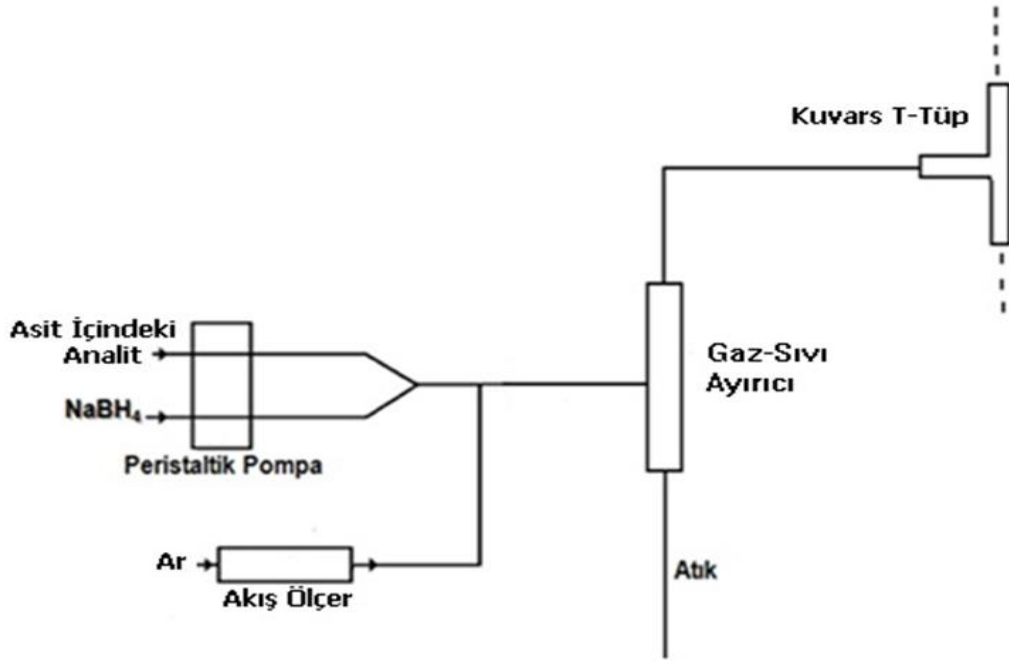 Kuvars T-Tüp
Asit İçindeki
Analit
NaBH₄
Peristaltik Pompa
Gaz-Sıvı
Ayırıcı
Ar
Akış Ölçer
Atık